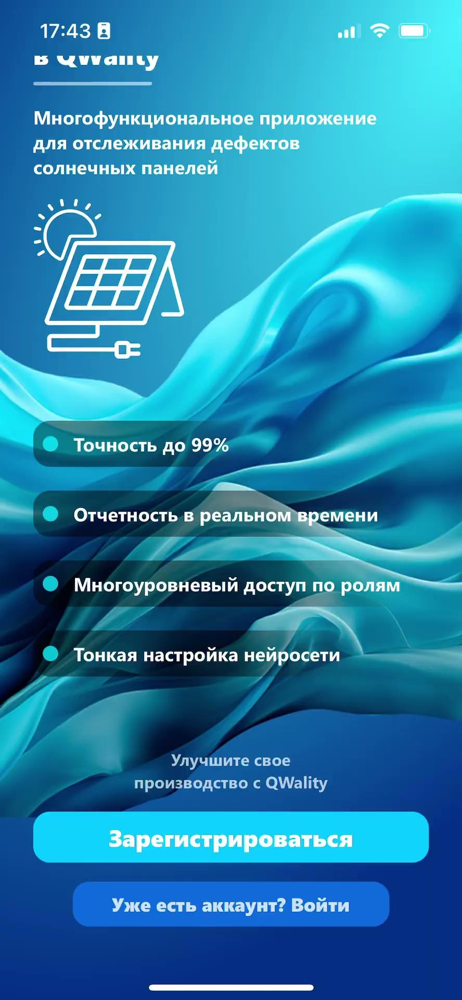 17:43
в QWality
Многофункциональное приложение
для отслеживания дефектов
солнечных панелей
Точность до 99%
Отчетность в реальном времени
Многоуровневый доступ по ролям
Тонкая настройка нейросети
Улучшите свое
производство с QWality
Зарегистрироваться
Уже есть аккаунт? Войти